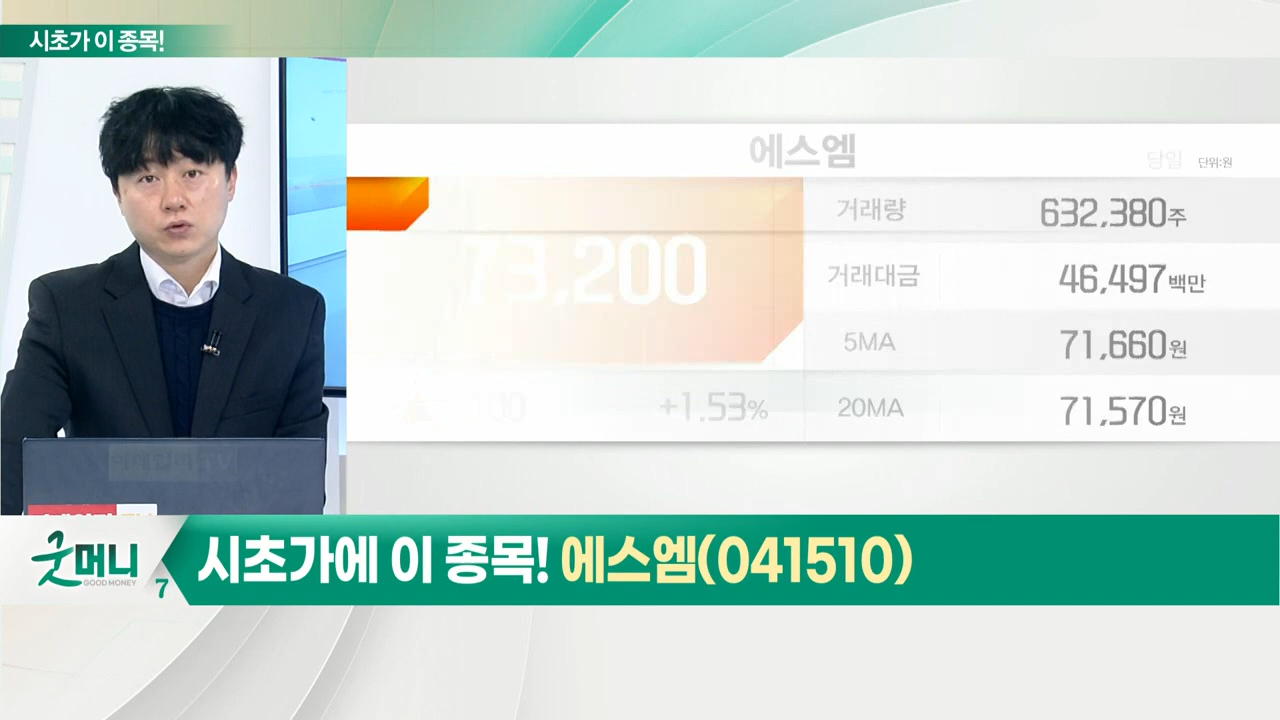 시초가 이 종목!
에스엠
당일 단위:원
73,200
100 +1.53%
거래량 632,380주
거래대금 46,497백만
5MA 71,660원
20MA 71,570원
굿머니
GOOD MONEY
7
시초가에 이 종목! 에스엠(041510)